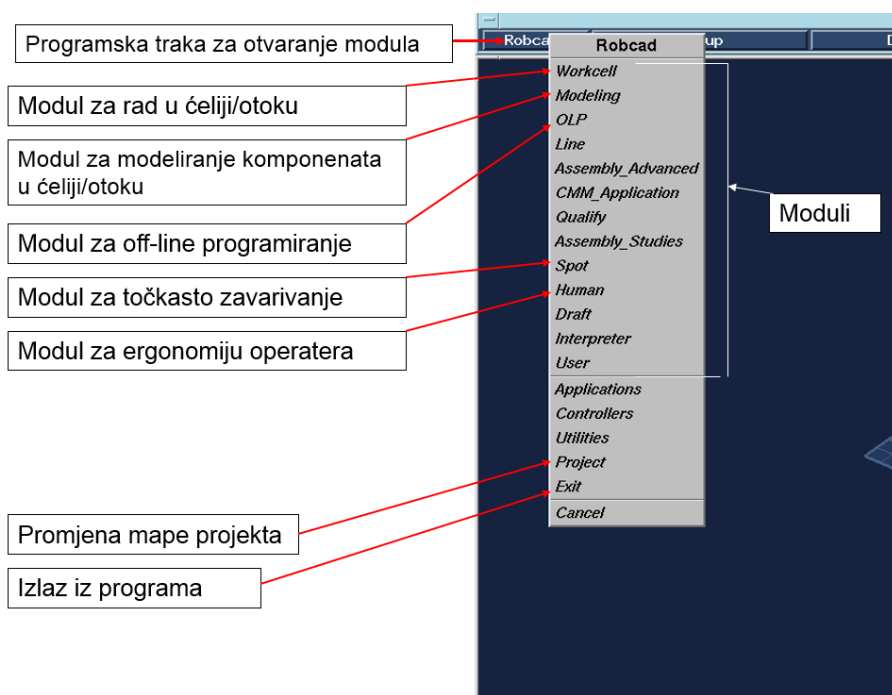 Programska traka za otvaranje modula
Modul za rad u ćeliji/otoku
Modul za modeliranje komponenata
u ćeliji/otoku
Modul za off-line programiranje
Modul za točkasto zavarivanje
Modul za ergonomiju operatera
Promjena mape projekta
Izlaz iz programa
Robcad
Workcell
Modeling
OLP
Line
Assembly_Advanced
CMM_Application
Qualify
Assembly_Studies
Spot
Human
Draft
Interpreter
User
Applications
Controllers
Utilities
Project
Exit
Cancel
Moduli